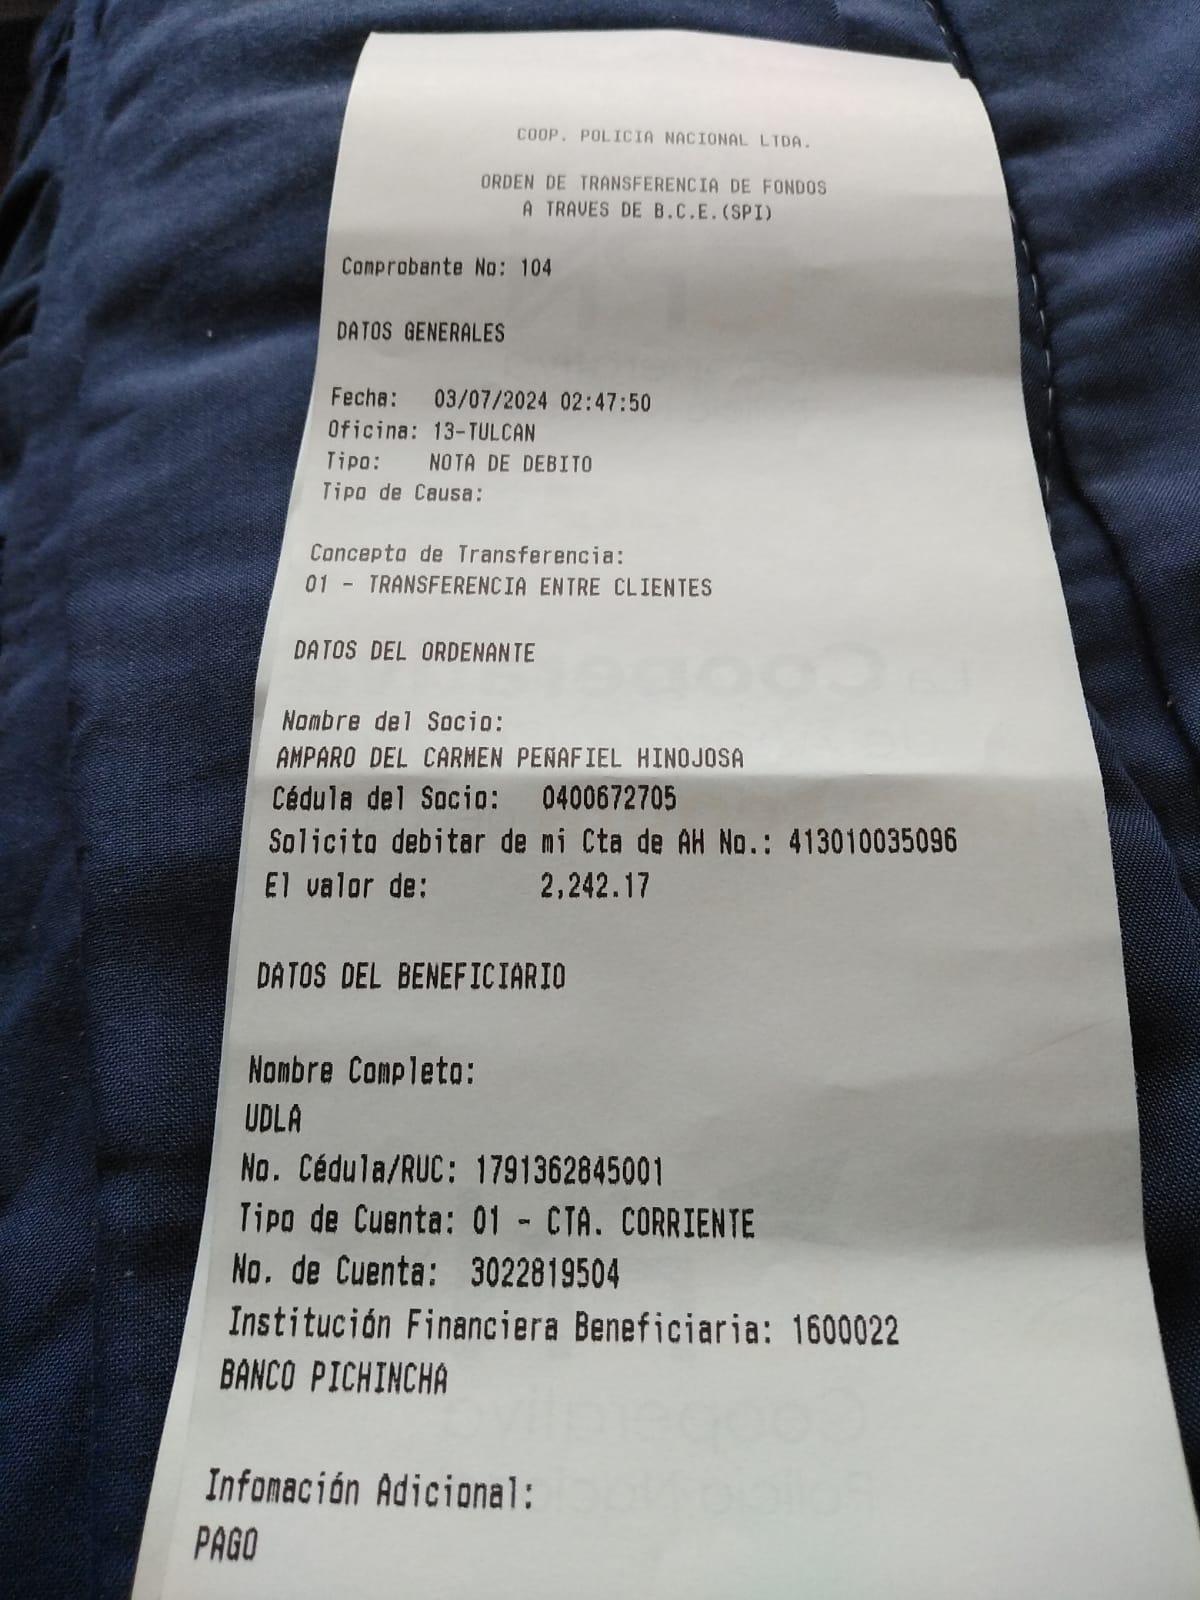 COOP. POLICIA NACIONAL LTDA.
ORDEN DE TRANSFERENCIA DE FONDOS
A TRAVES DE B.C.E.(SPI)
Comprobante No: 104
DATOS GENERALES
Fecha: 03/07/2024 02:47:50
Oficina: 13-TULCAN
Tipo: NOTA DE DEBITO
Tipo de Causa:
Concepto de Transferencia:
01 - TRANSFERENCIA ENTRE CLIENTES
DATOS DEL ORDENANTE
Nombre del Socio:
AMPARO DEL CARMEN PEÑAFIEL HINOJOSA
Cédula del Socio: 0400672705
Solicito debitar de mi Cta de AH No.: 413010035096
El valor de: 2,242.17
DATOS DEL BENEFICIARIO
Nombre Completo:
UDLA
No. Cédula/RUC: 1791362845001
Tipo de Cuenta: 01 - CTA. CORRIENTE
No. de Cuenta: 3022819504
Institución Financiera Beneficiaria: 1600022
BANCO PICHINCHA
Infomación Adicional:
PAGO